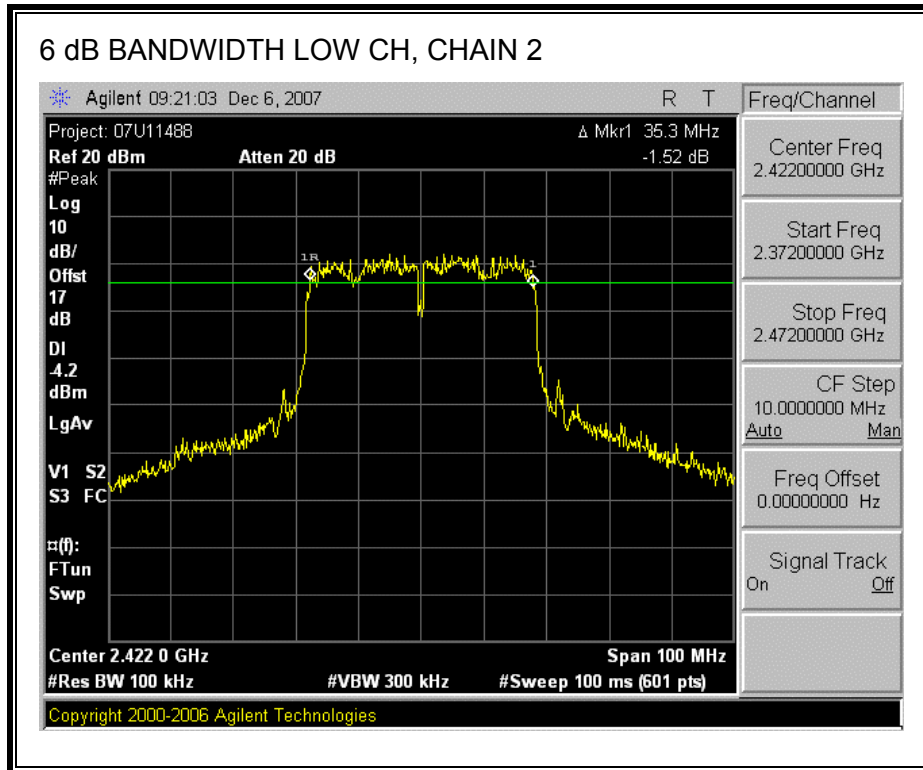 6 dB BANDWIDTH LOW CH, CHAIN 2
Agilent 09:21:03 Dec 6, 2007
R T
Freq/Channel
Project: 07U11488
Δ Mkr1 35.3 MHz
Ref 20 dBm
Atten 20 dB
-1.52 dB
#Peak
Log
10
dB/
Offst
17
dB
DI
-4.2
dBm
LgAv
V1 S2
S3 FC
¤(f):
FTun
Swp
1R
1
Center 2.422 0 GHz
Span 100 MHz
#Res BW 100 kHz
#VBW 300 kHz
#Sweep 100 ms (601 pts)
Center Freq
2.42200000 GHz
Start Freq
2.37200000 GHz
Stop Freq
2.47200000 GHz
CF Step
10.0000000 MHz
Auto Man
Freq Offset
0.00000000 Hz
Signal Track
On Off
Copyright 2000-2006 Agilent Technologies